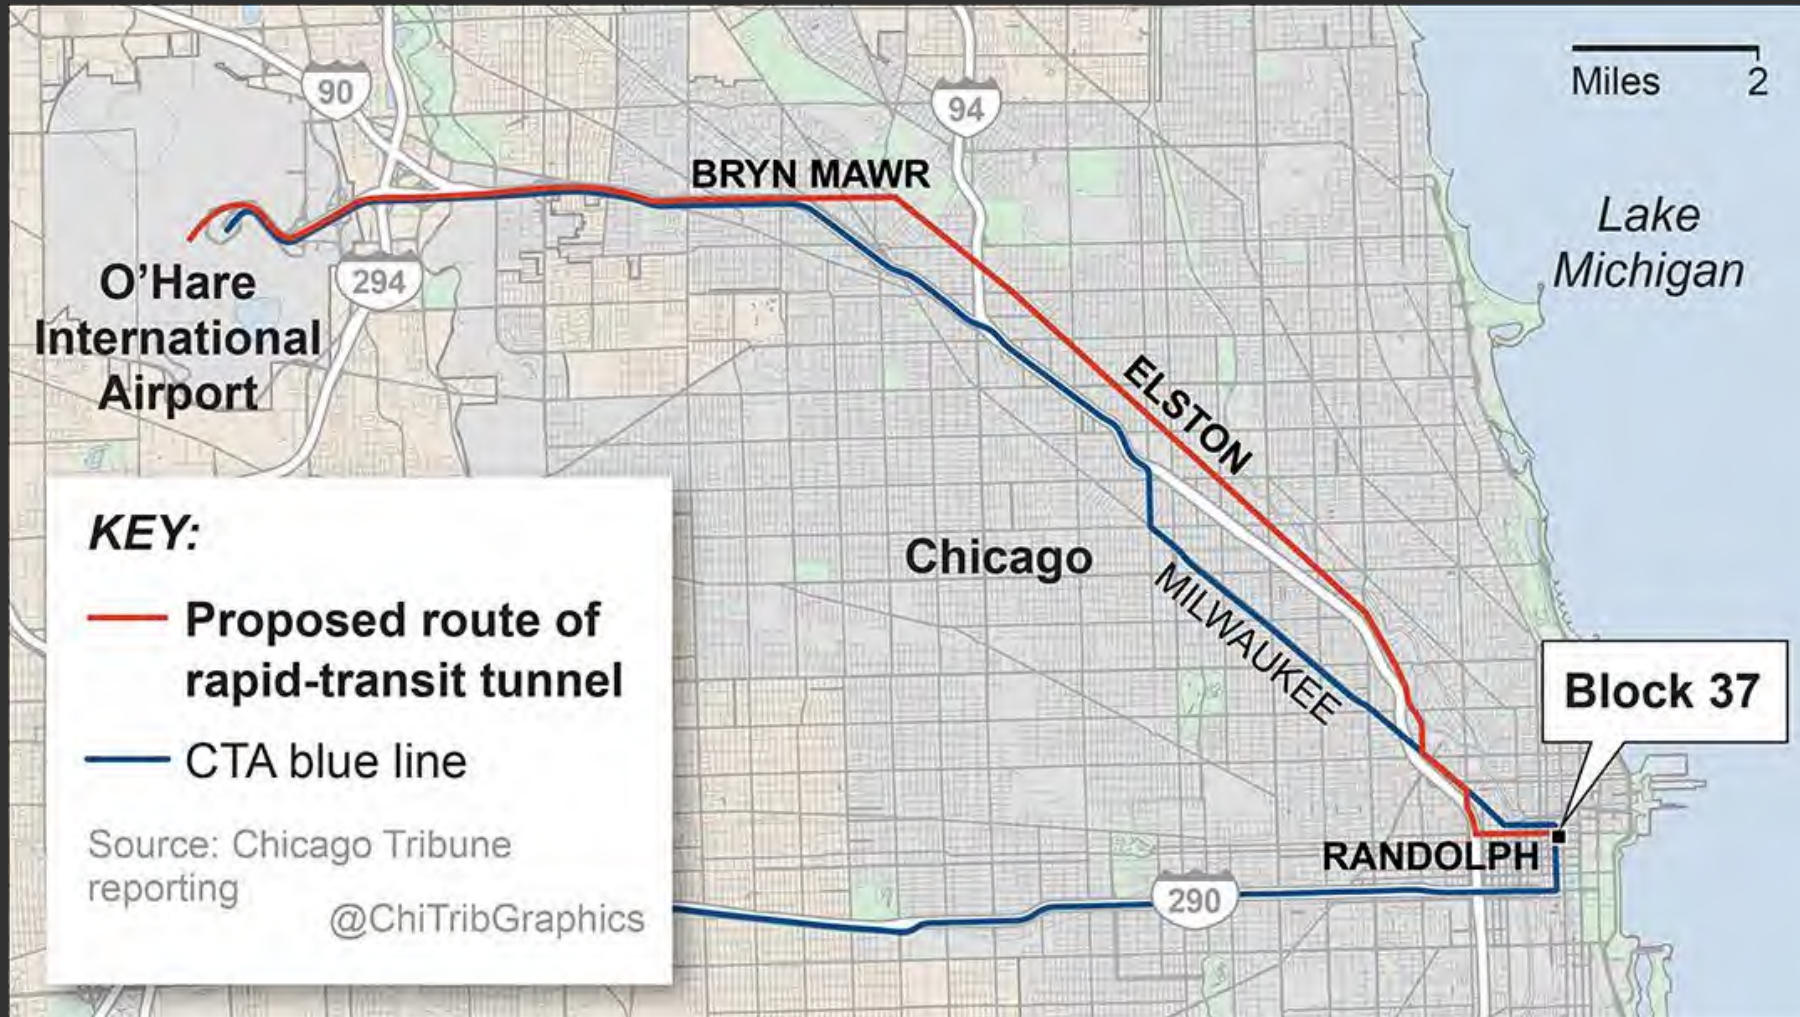 90
94
Miles 2
BRYN MAWR
Lake
Michigan
O'Hare
International
Airport
294
ELSTON
KEY:
Proposed route of
rapid-transit tunnel
CTA blue line
Source: Chicago Tribune
reporting
@ChiTribGraphics
Chicago
MILWAUKEE
Block 37
RANDOLPH
290